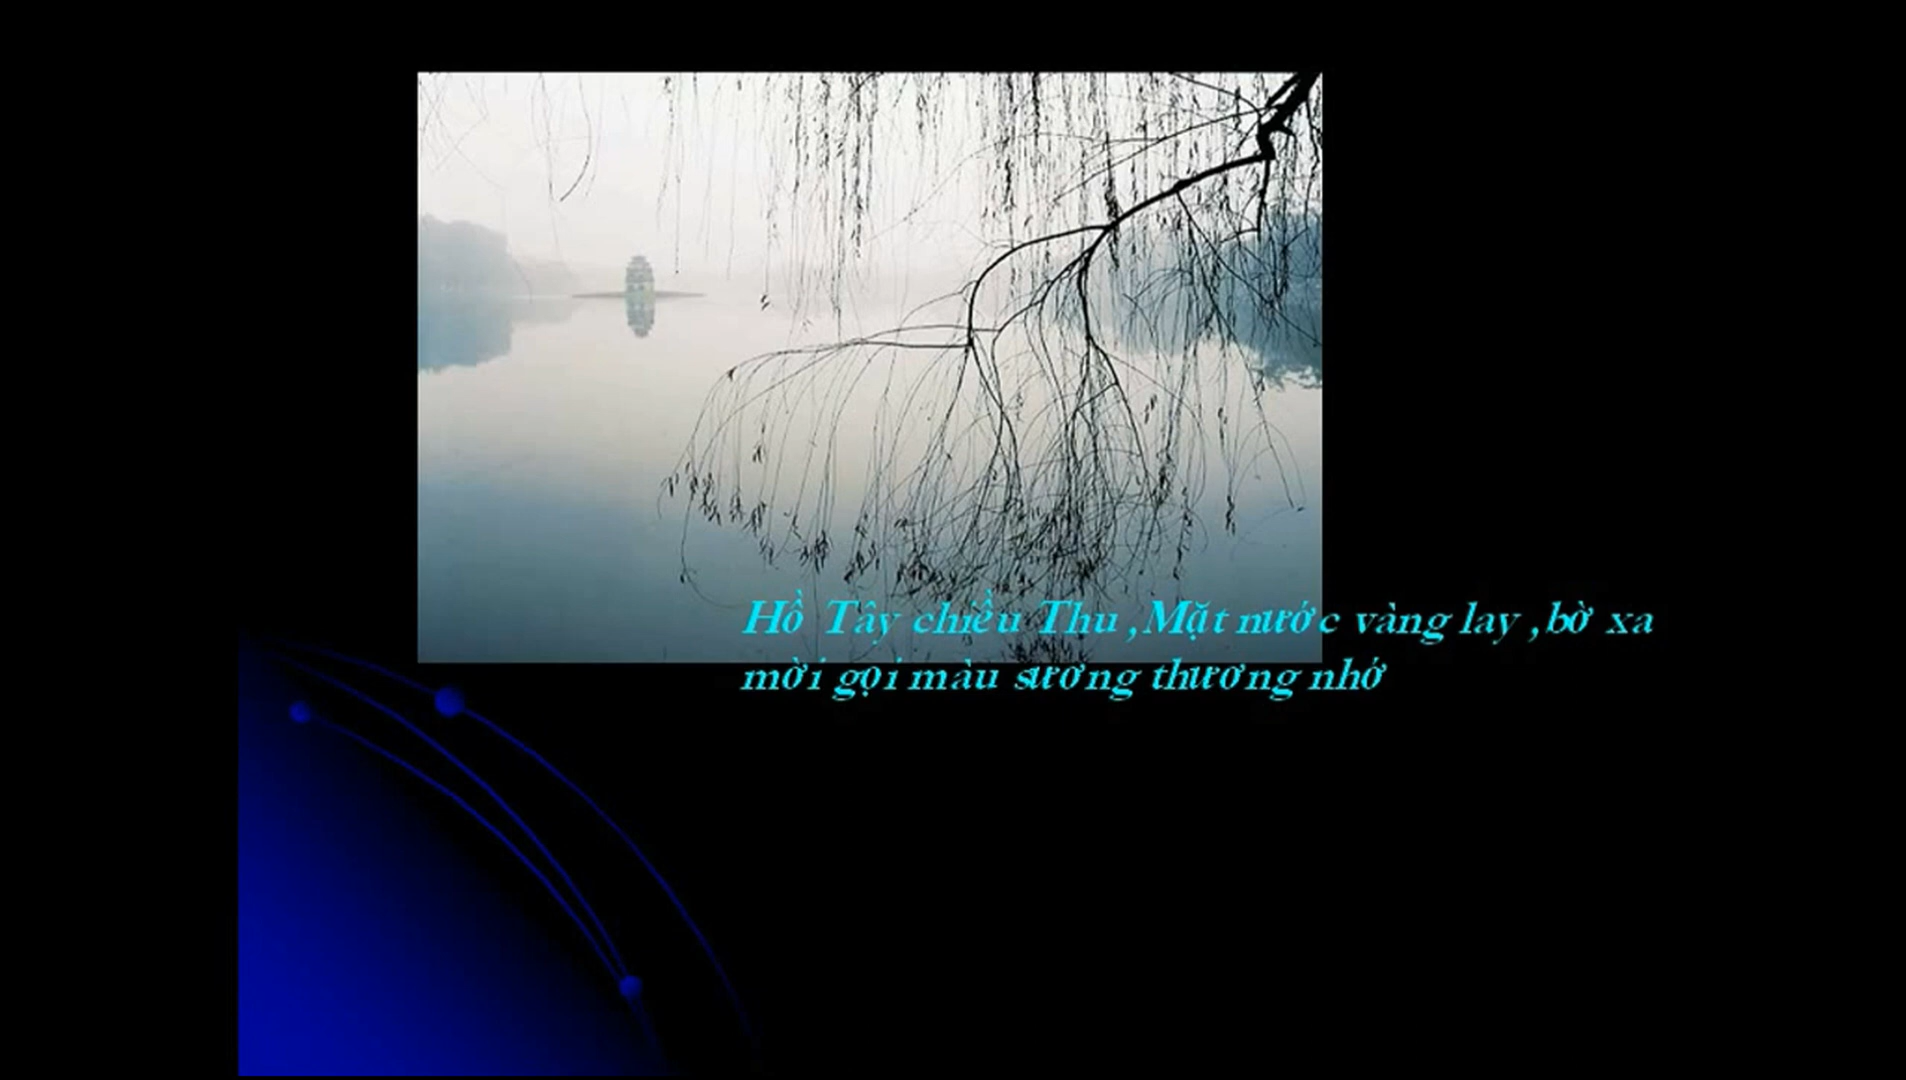 Hồ Tây chiều Thu ,Mặt nước vàng lay ,bờ xa
mời gọi màu sương thương nhớ